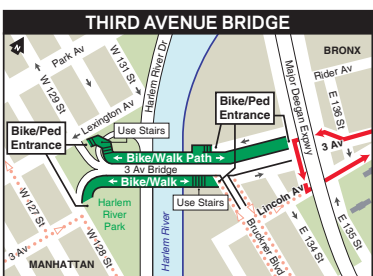 THIRD AVENUE BRIDGE
Park Av
W 129 St
W 131 St
Harlem River Dr
Lexington Av
Bike/Ped
Entrance
Use Stairs
Bike/Ped
Entrance
Major Deegan Expwy
BRONX
Rider Av
E 136 St
3 Av
Bike/Walk Path
3 Av Bridge
Bike/Walk
Use Stairs
Harlem
River
Park
Harlem River
Lincoln Av
Bruckner Blvd
E 134 St
E 135 St
W 127 St
W 128 St
3 Av
MANHATTAN
N